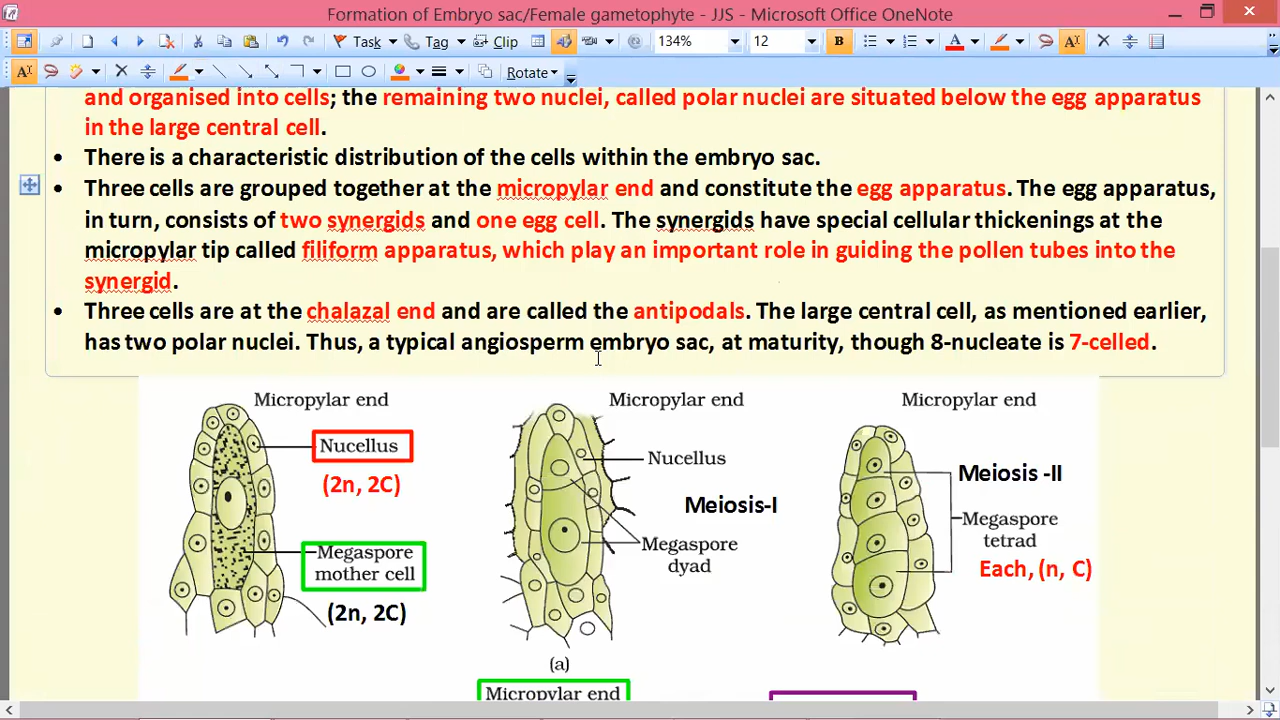 Formation of Embryo sac/Female gametophyte - JJS - Microsoft Office OneNote
Task Tag Clip 134% 12 B A A
A Rotate
and organised into cells; the remaining two nuclei, called polar nuclei are situated below the egg apparatus
in the large central cell.
• There is a characteristic distribution of the cells within the embryo sac.
• Three cells are grouped together at the micropylar end and constitute the egg apparatus. The egg apparatus,
in turn, consists of two synergids and one egg cell. The synergids have special cellular thickenings at the
micropylar tip called filiform apparatus, which play an important role in guiding the pollen tubes into the
synergid.
• Three cells are at the chalazal end and are called the antipodals. The large central cell, as mentioned earlier,
has two polar nuclei. Thus, a typical angiosperm embryo sac, at maturity, though 8-nucleate is 7-celled.
Micropylar end
Nucellus
(2n, 2C)
Megaspore
mother cell
(2n, 2C)
Micropylar end
Nucellus
Meiosis-I
Megaspore
dyad
(a)
Micropylar end
Meiosis -II
Megaspore
tetrad
Each, (n, C)
Micropylar end